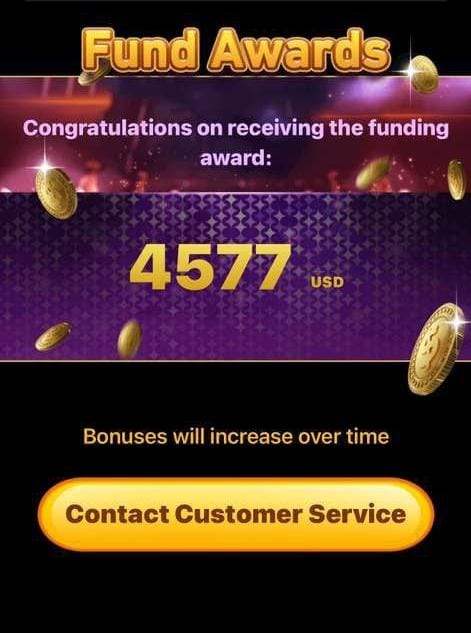 Fund Awards
Congratulations on receiving the funding
award:
4577 USD
Bonuses will increase over time
Contact Customer Service